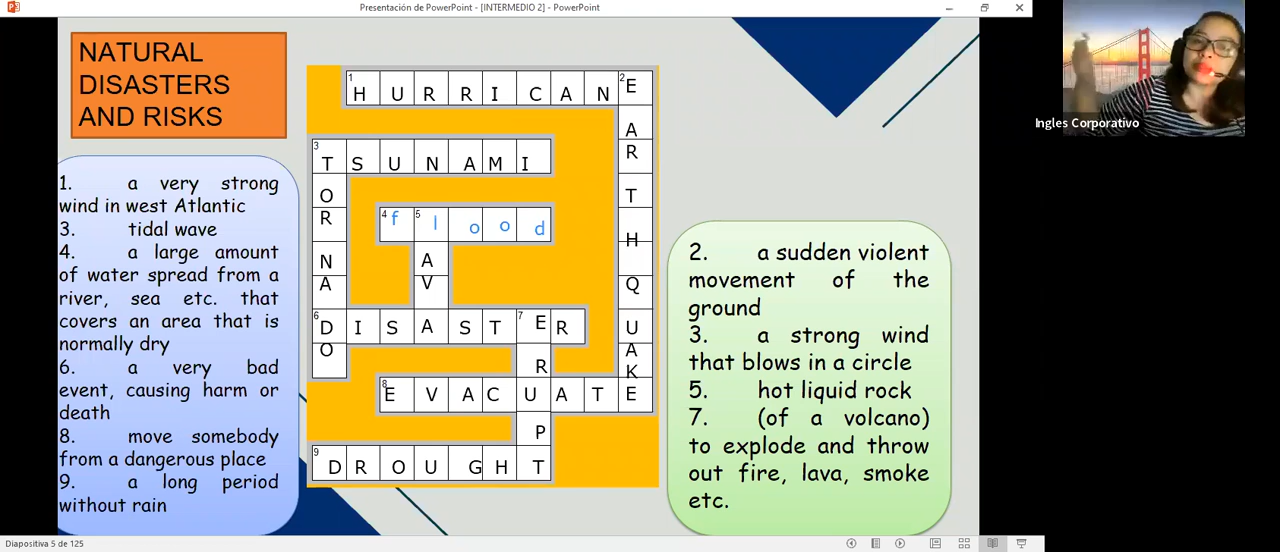 Presentación de PowerPoint - [INTERMEDIO 2] - PowerPoint
NATURAL
DISASTERS
AND RISKS
1. a very strong
wind in west Atlantic
3. tidal wave
4. a large amount
of water spread from a
river, sea etc. that
covers an area that is
normally dry
6. a very bad
event, causing harm or
death
8. move somebody
from a dangerous place
9. a long period
without rain
1 H U R R I C A N 2 E
A
R
3 T S U N A M I
O
R
T
4 f 5 l o o d
H
N
A
A
V
Q
6 D I S A S T 7 E R
U
O
R
A
K
8 E V A C U A T E
P
9 D R O U G H T
2. a sudden violent
movement of the
ground
3. a strong wind
that blows in a circle
5. hot liquid rock
7. (of a volcano)
to explode and throw
out fire, lava, smoke
etc.
Ingles Corporativo
Diapositiva 5 de 125